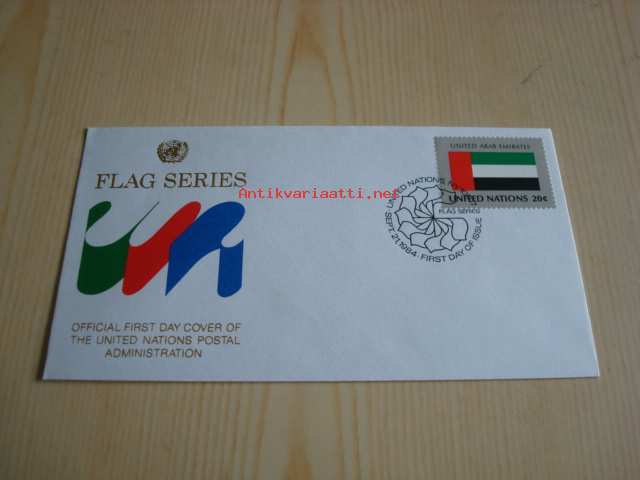 FLAG SERIES
OFFICIAL FIRST DAY COVER OF
THE UNITED NATIONS POSTAL
ADMINISTRATION
UNITED ARAB EMIRATES
UNITED NATIONS 20¢
UNITED NATIONS, NY
FLAG SERIES
SEPT. 21, 1984. FIRST DAY OF ISSUE
Antikvariaatti.net